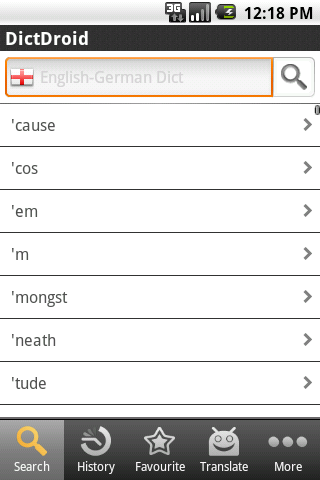 3G
12:18 PM
DictDroid
English-German Dict
'cause
'cos
'em
'm
'mongst
'neath
'tude
Search
History
Favourite
Translate
More